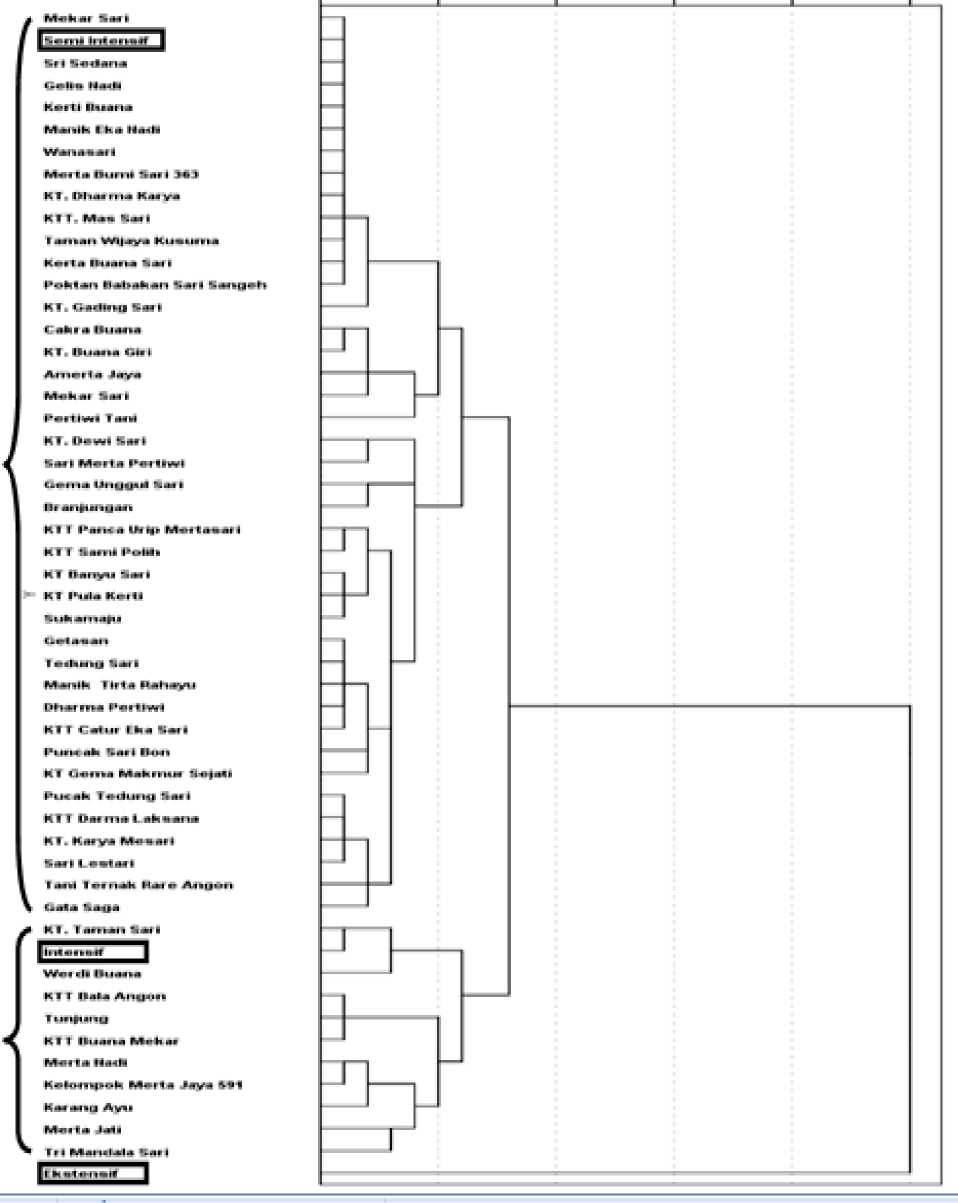 Mekar Sari
Semi Intensif
Sri Sedana
Gelis Nadi
Kerti Buana
Manik Eka Nadi
Wanasari
Merta Bumi Sari 363
KT. Dharma Karya
KTT. Mas Sari
Taman Wijaya Kusuma
Kerta Buana Sari
Poktan Babakan Sari Sangeh
KT. Gading Sari
Cakra Buana
KT. Buana Giri
Amerta Jaya
Mekar Sari
Pertiwi Tani
KT. Dewi Sari
Sari Merta Pertiwi
Gema Unggul Sari
Branjungan
KTT Panca Urip Mertasari
KTT Sami Polih
KT Banyu Sari
KT Pula Kerti
Sukamaju
Getasan
Tedung Sari
Manik Tirta Rahayu
Dharma Pertiwi
KTT Catur Eka Sari
Puncak Sari Bon
KT Gema Makmur Sejati
Pucak Tedung Sari
KTT Darma Laksana
KT. Karya Mesari
Sari Lestari
Tani Ternak Rare Angon
Gata Saga
KT. Taman Sari
Intensif
Werdi Buana
KTT Bala Angon
Tunjung
KTT Buana Mekar
Merta Nadi
Kelompok Merta Jaya 591
Karang Ayu
Merta Jati
Tri Mandala Sari
Ekstensif